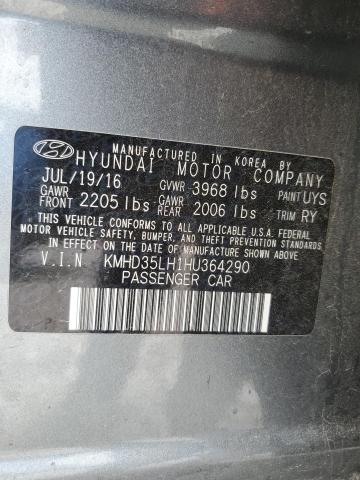 MANUFACTURED IN KOREA BY
HYUNDAI MOTOR COMPANY
JUL/19/16 GVWR 3968 lbs PAINT UYS
GAWR FRONT 2205 lbs GAWR REAR 2006 lbs TRIM RY
THIS VEHICLE CONFORMS TO ALL APPLICABLE U.S.A. FEDERAL
MOTOR VEHICLE SAFETY, BUMPER, AND THEFT PREVENTION STANDARDS
IN EFFECT ON THE DATE OF MANUFACTURE SHOWN ABOVE.
V.I.N KMHD35LH1HU364290
PASSENGER CAR